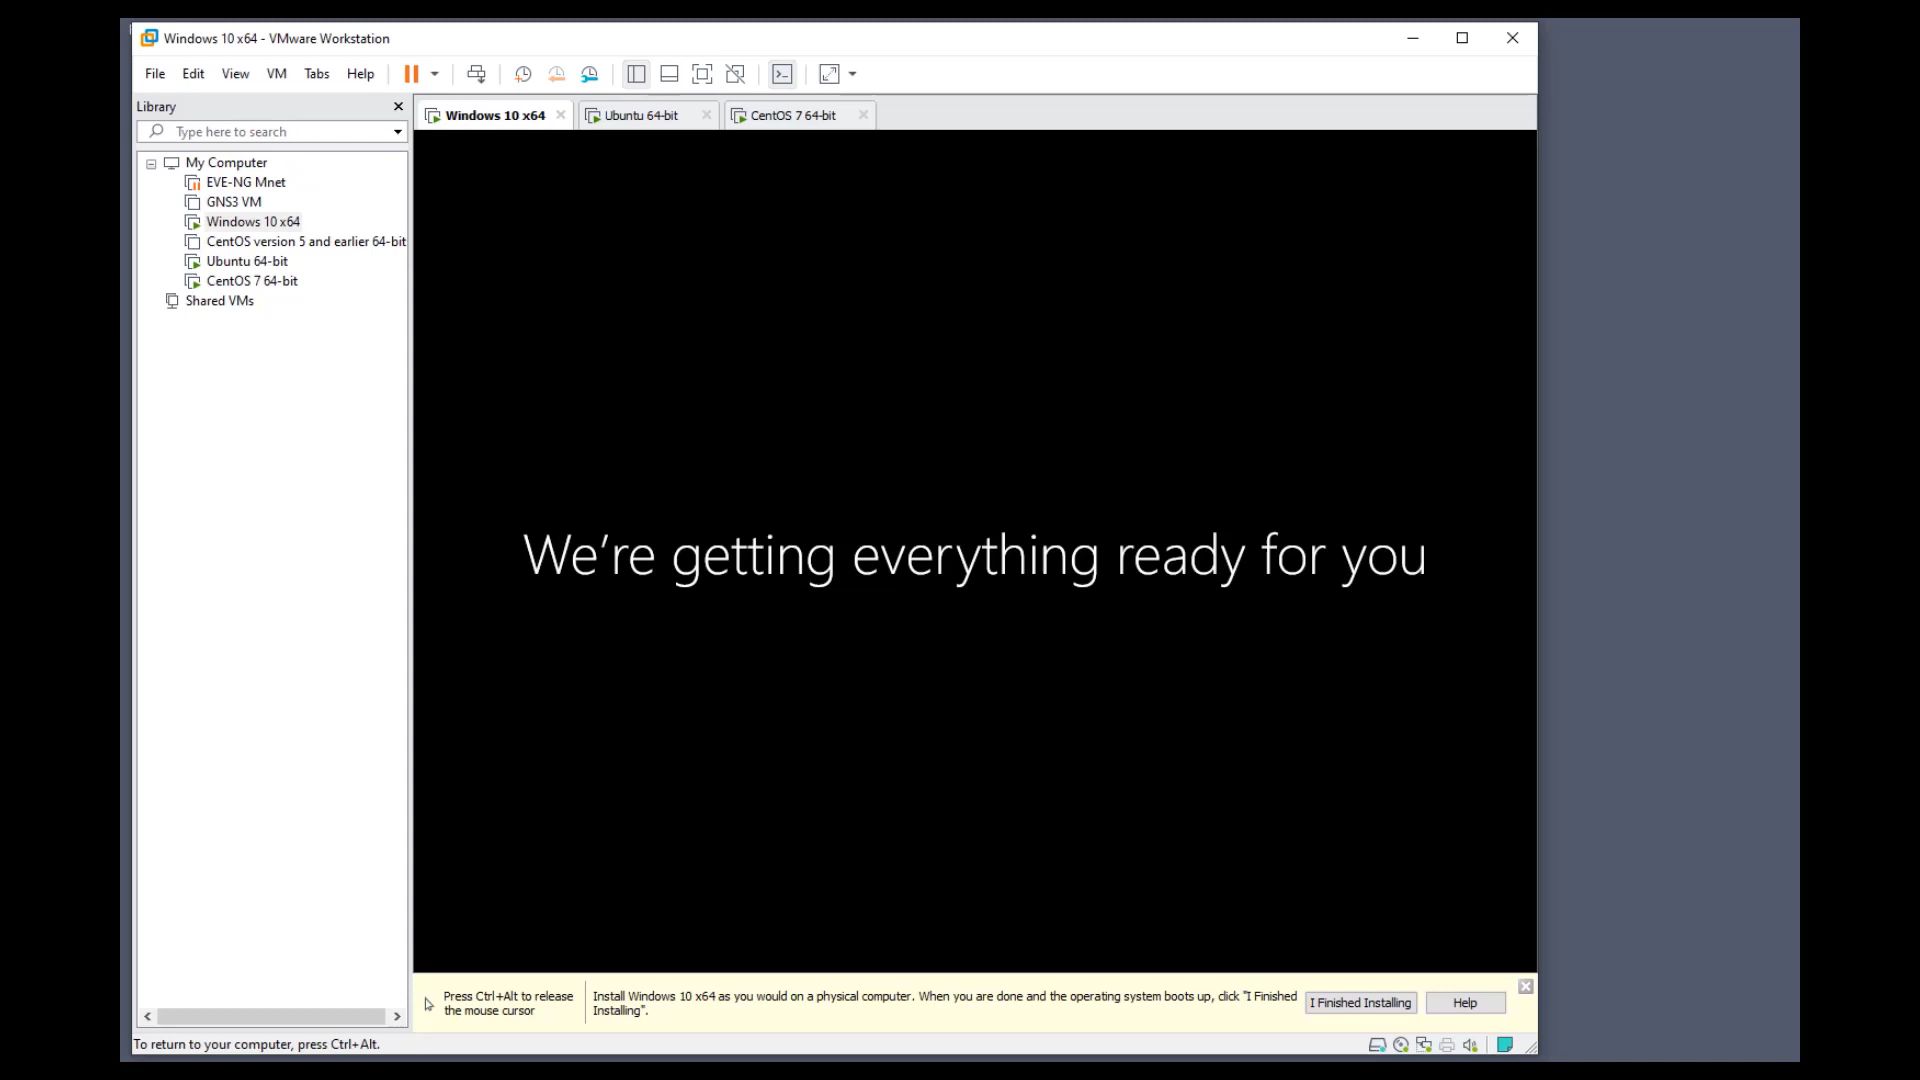 Windows 10 x64 - VMware Workstation
File Edit View VM Tabs Help
Library
Type here to search
My Computer
EVE-NG Mnet
GNS3 VM
Windows 10 x64
CentOS version 5 and earlier 64-bit
Ubuntu 64-bit
CentOS 7 64-bit
Shared VMs
Windows 10 x64 Ubuntu 64-bit CentOS 7 64-bit
We're getting everything ready for you
Press Ctrl+Alt to release
the mouse cursor
Install Windows 10 x64 as you would on a physical computer. When you are done and the operating system boots up, click "I Finished
Installing".
I Finished Installing
Help
To return to your computer, press Ctrl+Alt.